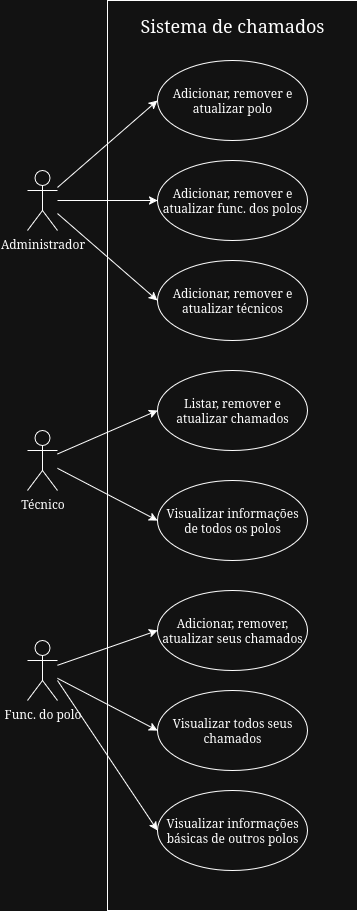 Sistema de chamados
Adicionar, remover e
atualizar polo
Adicionar, remover e
atualizar func. dos polos
Administrador
Adicionar, remover e
atualizar técnicos
Listar, remover e
atualizar chamados
Técnico
Visualizar informações
de todos os polos
Adicionar, remover,
atualizar seus chamados
Func. do polo
Visualizar todos seus
chamados
Visualizar informações
básicas de outros polos